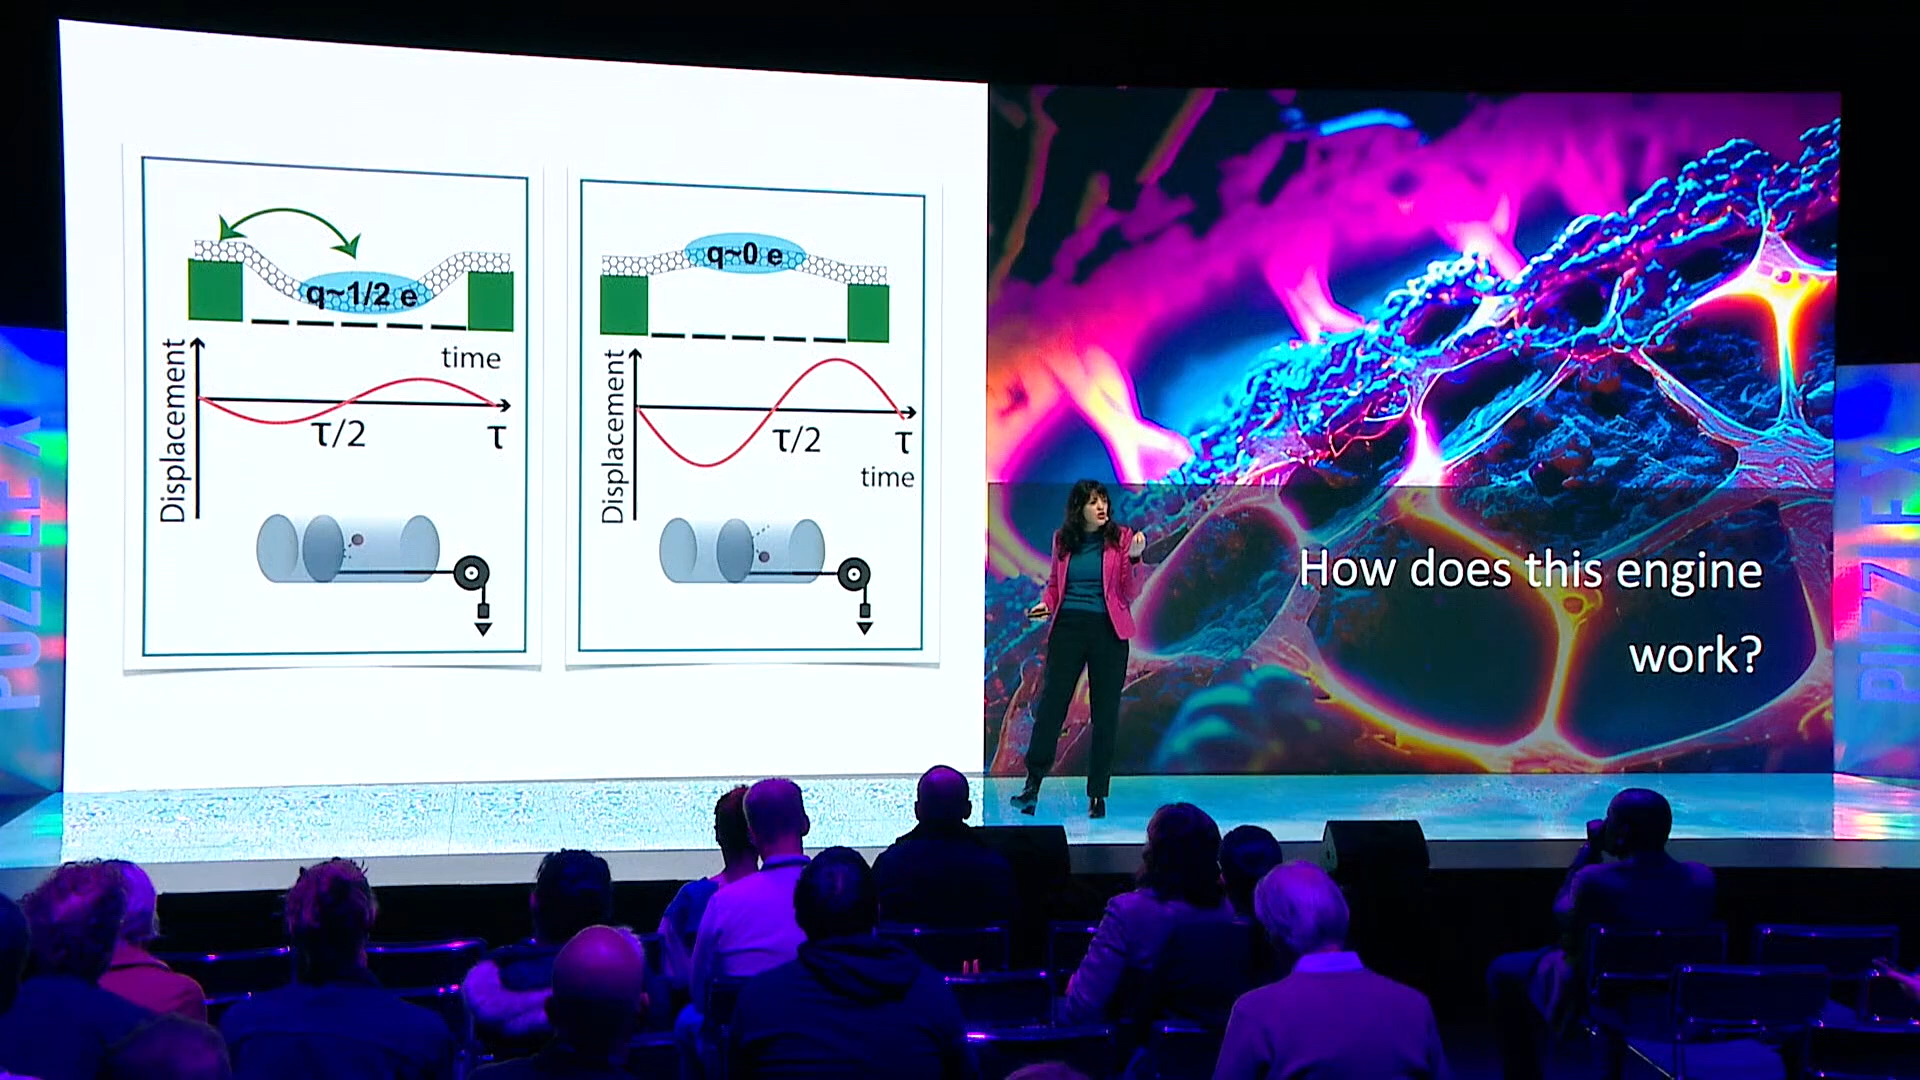 q~1/2 e
time
Displacement
τ/2
τ
q~0 e
Displacement
τ/2
τ
time
How does this engine
work?
PUZZLE X
PUZZLE X